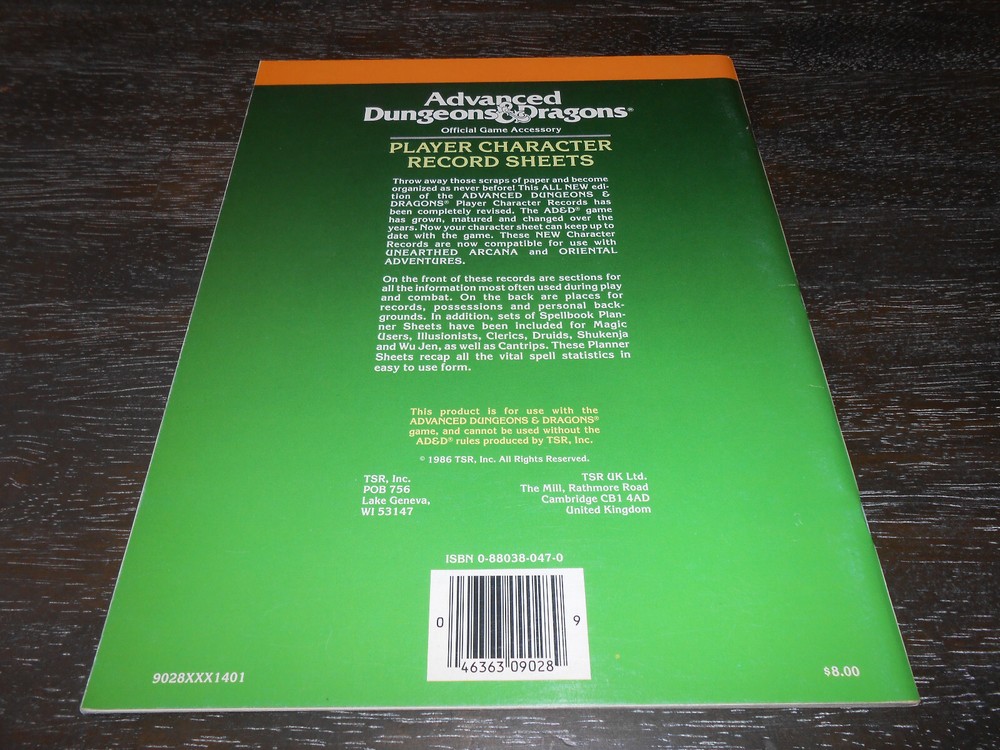 Advanced
Dungeons & Dragons®
Official Game Accessory
PLAYER CHARACTER
RECORD SHEETS
Throw away those scraps of paper and become
organized as never before! This ALL NEW edi-
tion of the ADVANCED DUNGEONS &
DRAGONS® Player Character Records has
been completely revised. The AD&D® game
has grown, matured and changed over the
years. Now your character sheet can keep up to
date with the game. These NEW Character
Records are now compatible for use with
UNEARTHED ARCANA and ORIENTAL
ADVENTURES.
On the front of these records are sections for
all the information most often used during play
and combat. On the back are places for
records, possessions and personal back-
grounds. In addition, sets of Spellbook Plan-
ner Sheets have been included for Magic
Users, Illusionists, Clerics, Druids, Shukenja
and Wu Jen, as well as Cantrips. These Planner
Sheets recap all the vital spell statistics in
easy to use form.
This product is for use with the
ADVANCED DUNGEONS & DRAGONS®
game, and cannot be used without the
AD&D® rules produced by TSR, Inc.
© 1986 TSR, Inc. All Rights Reserved.
TSR, Inc.
POB 756
Lake Geneva,
WI 53147
TSR UK Ltd.
The Mill, Rathmore Road
Cambridge CB1 4AD
United Kingdom
ISBN 0-88038-047-0
0 46363 09028 9
9028XXX1401
$8.00